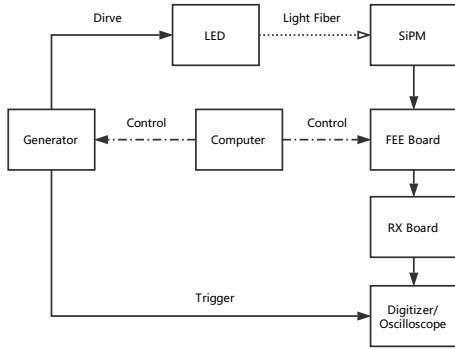 Dirve
Light Fiber
LED
SiPM
Control
Control
Generator
Computer
FEE Board
RX Board
Trigger
Digitizer/
Oscilloscope